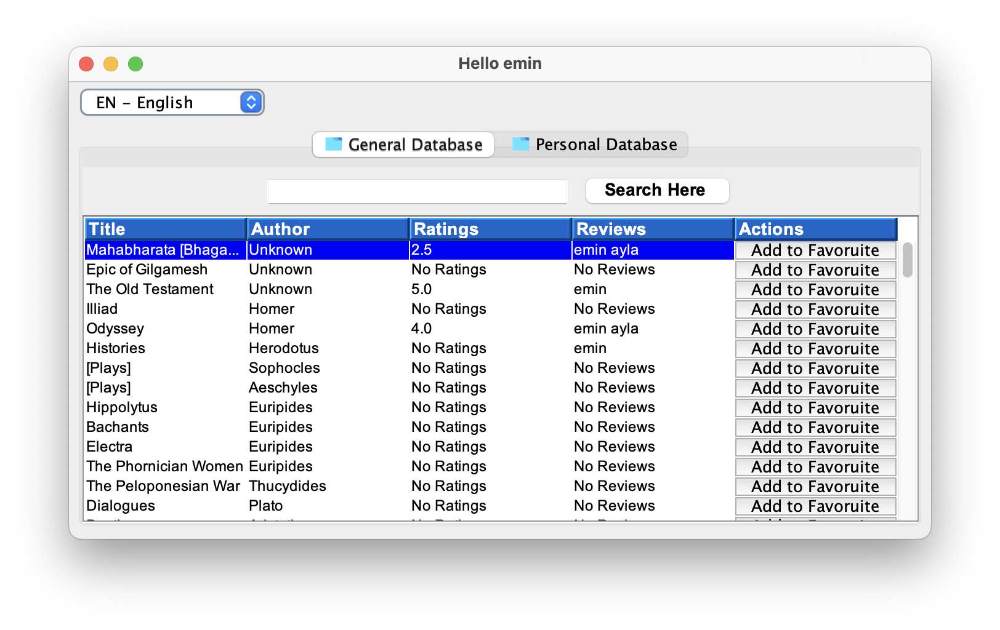 Hello emin
EN – English
General Database Personal Database
Search Here
Title Author Ratings Reviews Actions
Mahabharata [Bhaga... Unknown 2.5 emin ayla Add to Favoruite
Epic of Gilgamesh Unknown No Ratings No Reviews Add to Favoruite
The Old Testament Unknown 5.0 emin Add to Favoruite
Illiad Homer No Ratings No Reviews Add to Favoruite
Odyssey Homer 4.0 emin ayla Add to Favoruite
Histories Herodotus No Ratings emin Add to Favoruite
[Plays] Sophocles No Ratings No Reviews Add to Favoruite
[Plays] Aeschyles No Ratings No Reviews Add to Favoruite
Hippolytus Euripides No Ratings No Reviews Add to Favoruite
Bachants Euripides No Ratings No Reviews Add to Favoruite
Electra Euripides No Ratings No Reviews Add to Favoruite
The Phornician Women Euripides No Ratings No Reviews Add to Favoruite
The Peloponesian War Thucydides No Ratings No Reviews Add to Favoruite
Dialogues Plato No Ratings No Reviews Add to Favoruite